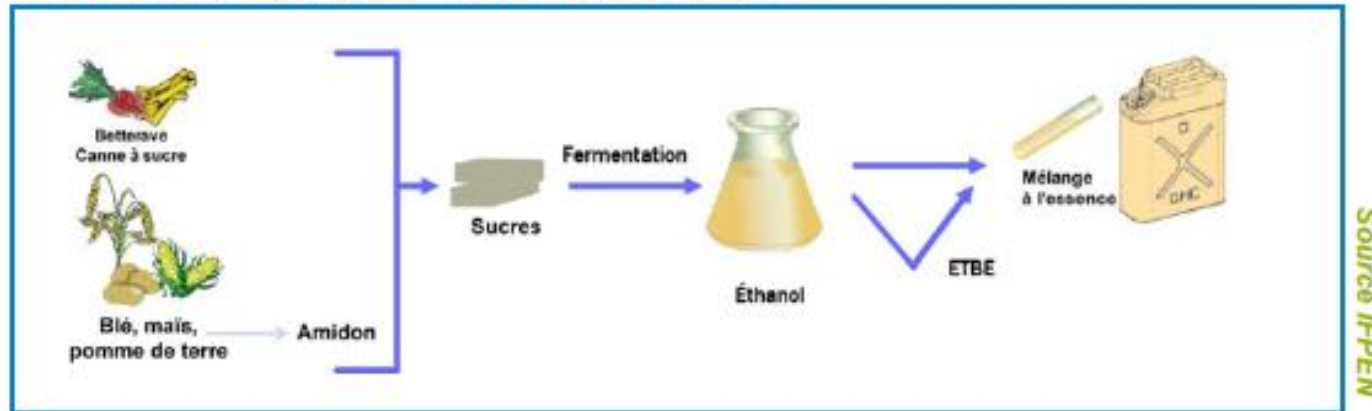 Betterave
Canne à sucre
Blé, maïs,
pomme de terre
Amidon
Sucres
Fermentation
Éthanol
ETBE
Mélange
à l'essence
Source IFPEN